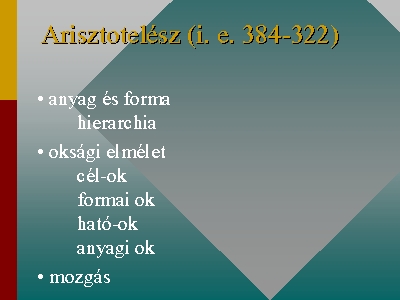 Arisztotelész (i. e. 384-322)
• anyag és forma
hierarchia
• oksági elmélet
cél-ok
formai ok
ható-ok
anyagi ok
• mozgás